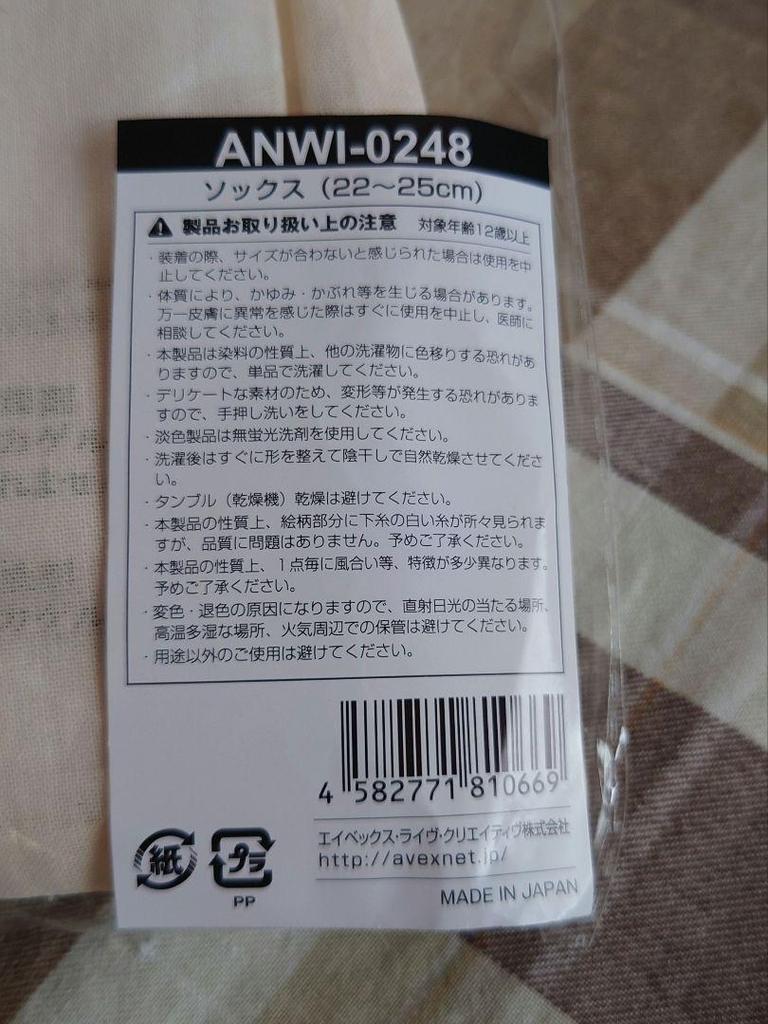 ANWI-0248
ソックス（22～25cm）
製品お取り扱い上の注意 対象年齢12歳以上
・装着の際、サイズが合わないと感じられた場合は使用を中
止してください。
・体質により、かゆみ・かぶれ等を生じる場合があります。
万一皮膚に異常を感じた際はすぐに使用を中止し、医師に
相談してください。
・本製品は染料の性質上、他の洗濯物に色移りする恐れがあ
りますので、単品で洗濯してください。
・デリケートな素材のため、変形等が発生する恐れがありま
すので、手押し洗いをしてください。
・淡色製品は無蛍光洗剤を使用してください。
・洗濯後はすぐに形を整えて陰干しで自然乾燥させてくださ
い。
・タンブル（乾燥機）乾燥は避けてください。
・本製品の性質上、絵柄部分に下糸の白い糸が所々見られま
すが、品質に問題はありません。予めご了承ください。
・本製品の性質上、1点毎に風合い等、特徴が多少異なります。
予めご了承ください。
・変色・退色の原因になりますので、直射日光の当たる場所、
高温多湿な場所、火気周辺での保管は避けてください。
・用途以外のご使用は避けてください。
4 582771 810669
エイベックス・ライヴ・クリエイティヴ株式会社
http://avexnet.jp/
紙 プラ
PP
MADE IN JAPAN